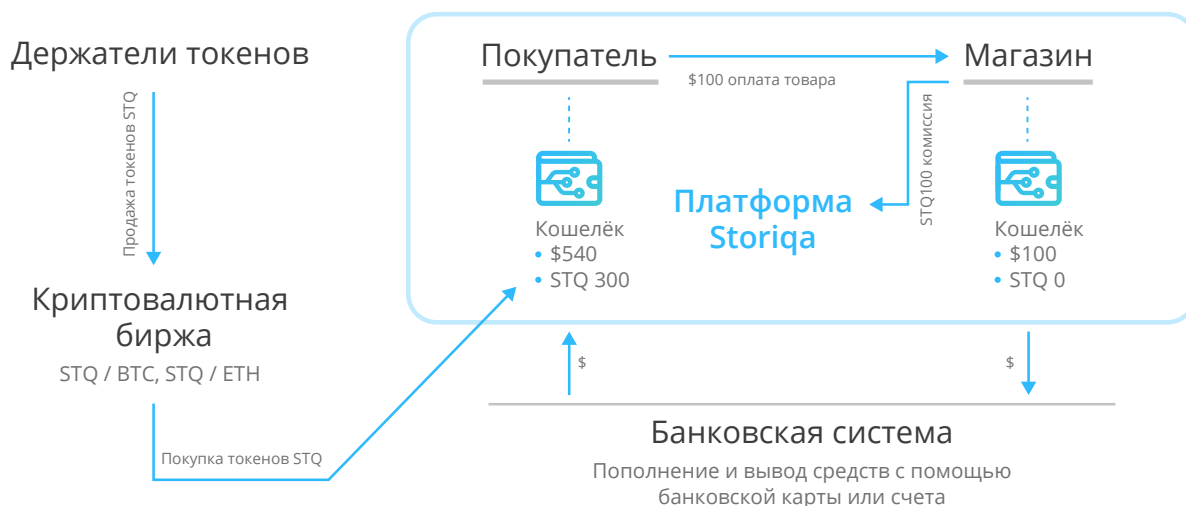 Держатели токенов
Продажа токенов STQ
Криптовалютная
биржа
STQ / BTC, STQ / ETH
Покупка токенов STQ
Покупатель
$100 оплата товара
Магазин
STQ100 комиссия
Платформа
Storiqa
Кошелёк
• $540
• STQ 300
Кошелёк
• $100
• STQ 0
$
$
Банковская система
Пополнение и вывод средств с помощью
банковской карты или счета